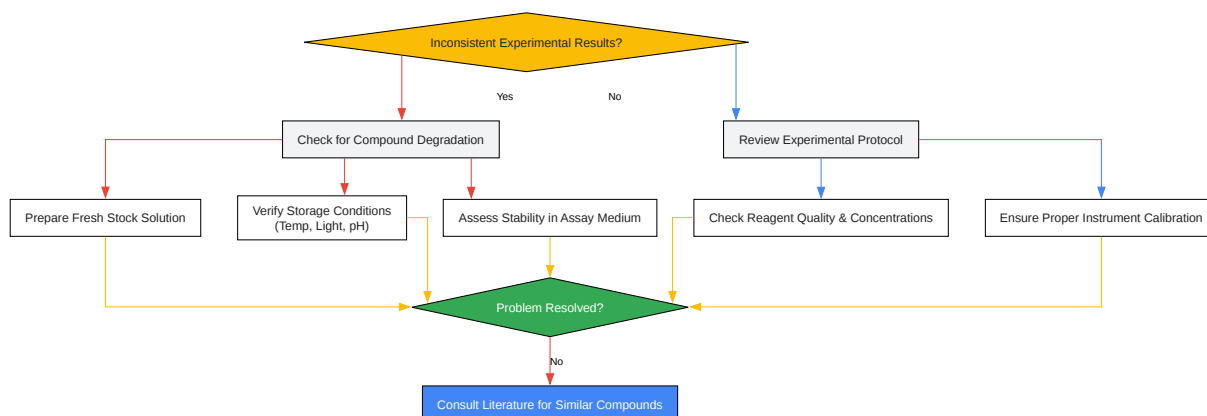 Inconsistent Experimental Results?
Yes
No
Check for Compound Degradation
Review Experimental Protocol
Prepare Fresh Stock Solution
Verify Storage Conditions
(Temp, Light, pH)
Assess Stability in Assay Medium
Check Reagent Quality & Concentrations
Ensure Proper Instrument Calibration
Problem Resolved?
No
Consult Literature for Similar Compounds